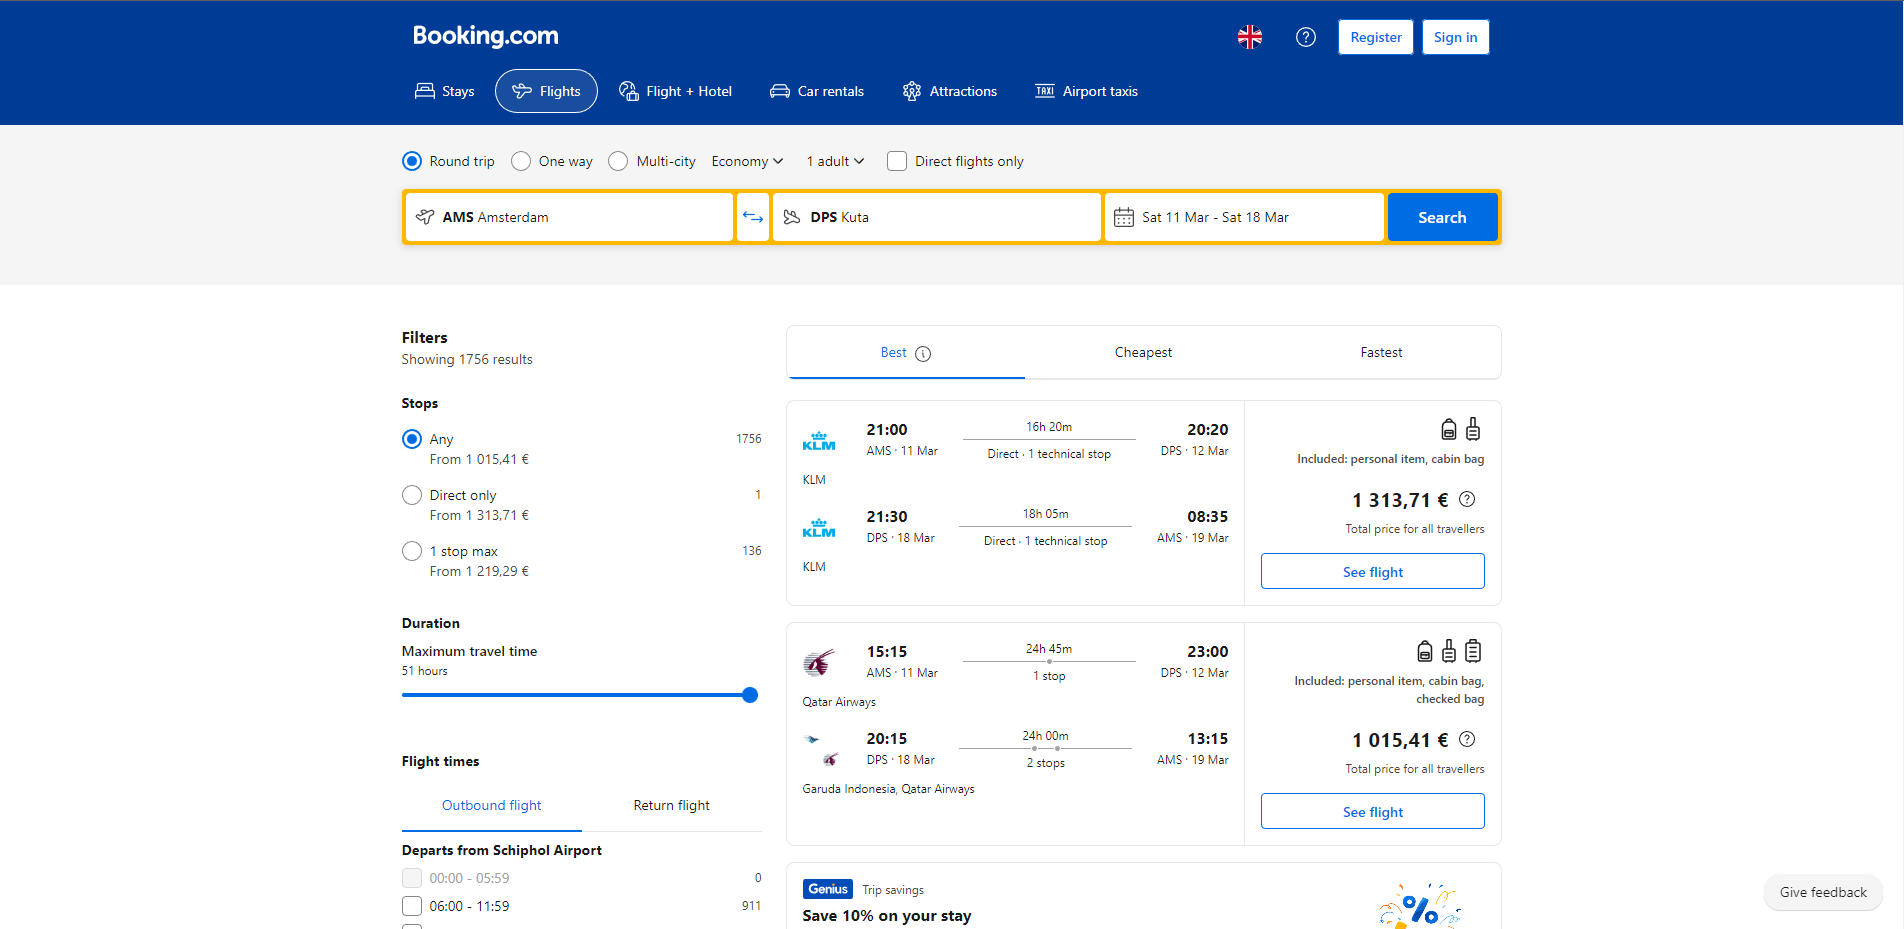 Booking.com
Register
Sign in
Stays
Flights
Flight + Hotel
Car rentals
Attractions
TAXI
Airport taxis
Round trip
One way
Multi-city
Economy
1 adult
Direct flights only
AMS Amsterdam
DPS Kuta
Sat 11 Mar - Sat 18 Mar
Search
Filters
Showing 1756 results
Stops
Any 1756
From 1 015,41 €
Direct only 1
From 1 313,71 €
1 stop max 136
From 1 219,29 €
Duration
Maximum travel time
51 hours
Flight times
Outbound flight
Return flight
Departs from Schiphol Airport
00:00 - 05:59 0
06:00 - 11:59 911
Best
Cheapest
Fastest
KLM
21:00 16h 20m 20:20
AMS · 11 Mar Direct · 1 technical stop DPS · 12 Mar
KLM
KLM
21:30 18h 05m 08:35
DPS · 18 Mar Direct · 1 technical stop AMS · 19 Mar
KLM
Included: personal item, cabin bag
1 313,71 €
Total price for all travellers
See flight
15:15 24h 45m 23:00
AMS · 11 Mar 1 stop DPS · 12 Mar
Qatar Airways
20:15 24h 00m 13:15
DPS · 18 Mar 2 stops AMS · 19 Mar
Garuda Indonesia, Qatar Airways
Included: personal item, cabin bag,
checked bag
1 015,41 €
Total price for all travellers
See flight
Genius Trip savings
Save 10% on your stay
%
Give feedback